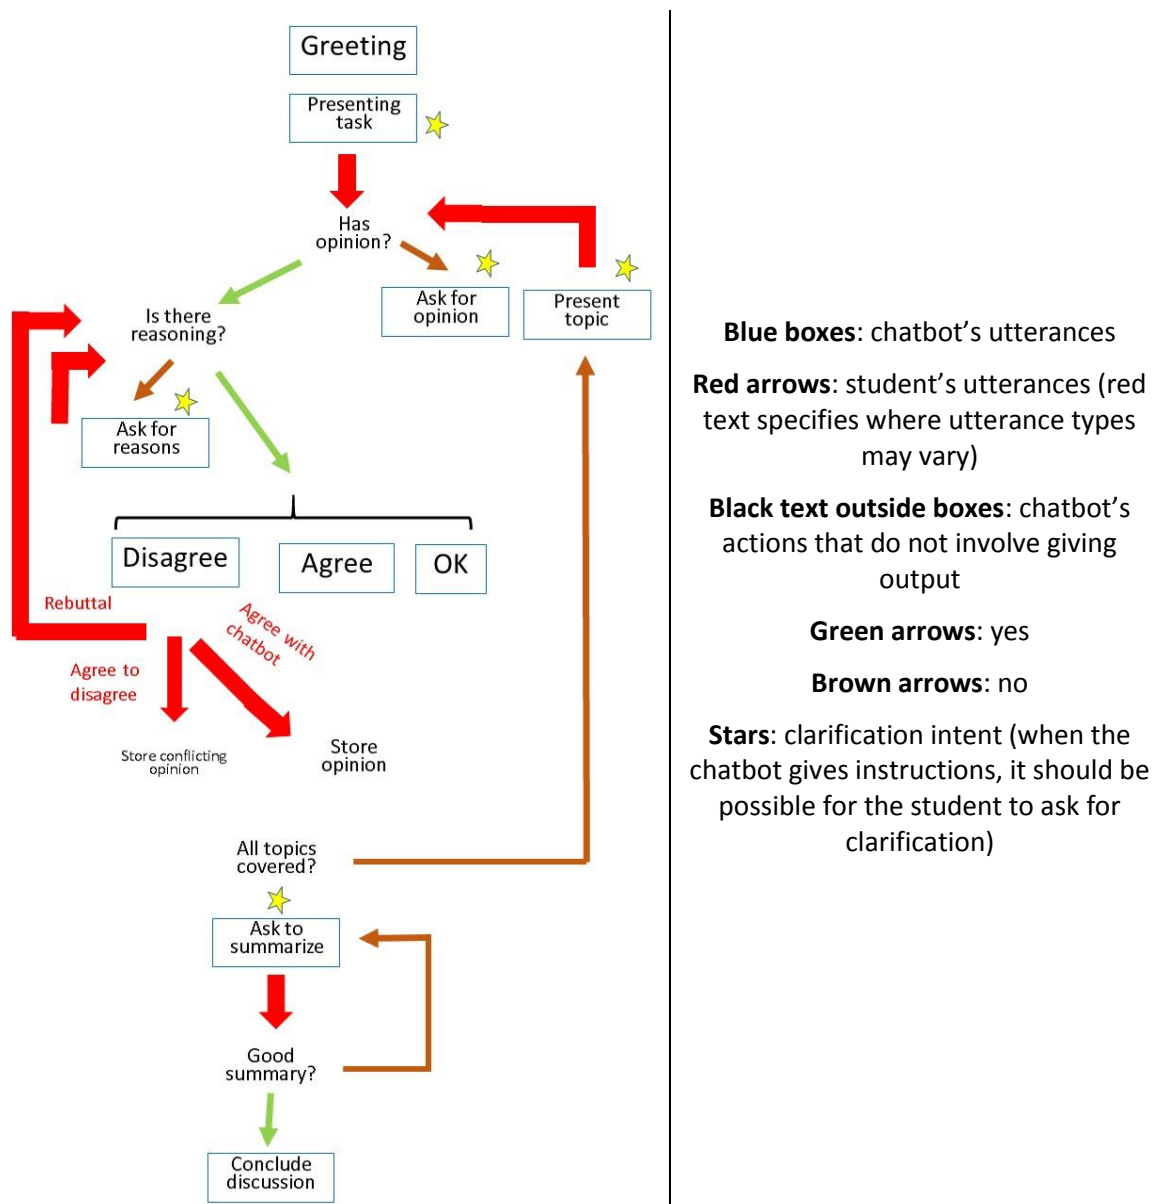 Greeting
Presenting
task
Has
opinion?
Ask for
opinion
Present
topic
Is there
reasoning?
Ask for
reasons
Disagree
Agree
OK
Rebuttal
Agree with
chatbot
Agree to
disagree
Store conflicting
opinion
Store
opinion
All topics
covered?
Ask to
summarize
Good
summary?
Conclude
discussion
Blue boxes: chatbot’s utterances
Red arrows: student’s utterances (red
text specifies where utterance types
may vary)
Black text outside boxes: chatbot’s
actions that do not involve giving
output
Green arrows: yes
Brown arrows: no
Stars: clarification intent (when the
chatbot gives instructions, it should be
possible for the student to ask for
clarification)